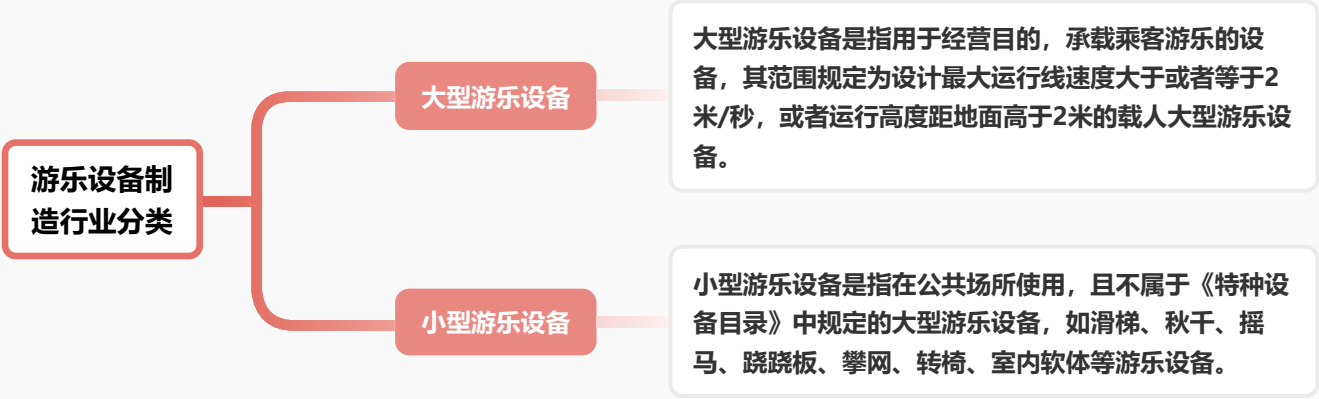 游乐设备制
造行业分类
大型游乐设备
大型游乐设备是指用于经营目的，承载乘客游乐的设
备，其范围规定为设计最大运行线速度大于或者等于2
米/秒，或者运行高度距地面高于2米的载人大型游乐设
备。
小型游乐设备
小型游乐设备是指在公共场所使用，且不属于《特种设
备目录》中规定的大型游乐设备，如滑梯、秋千、摇
马、跷跷板、攀网、转椅、室内软体等游乐设备。